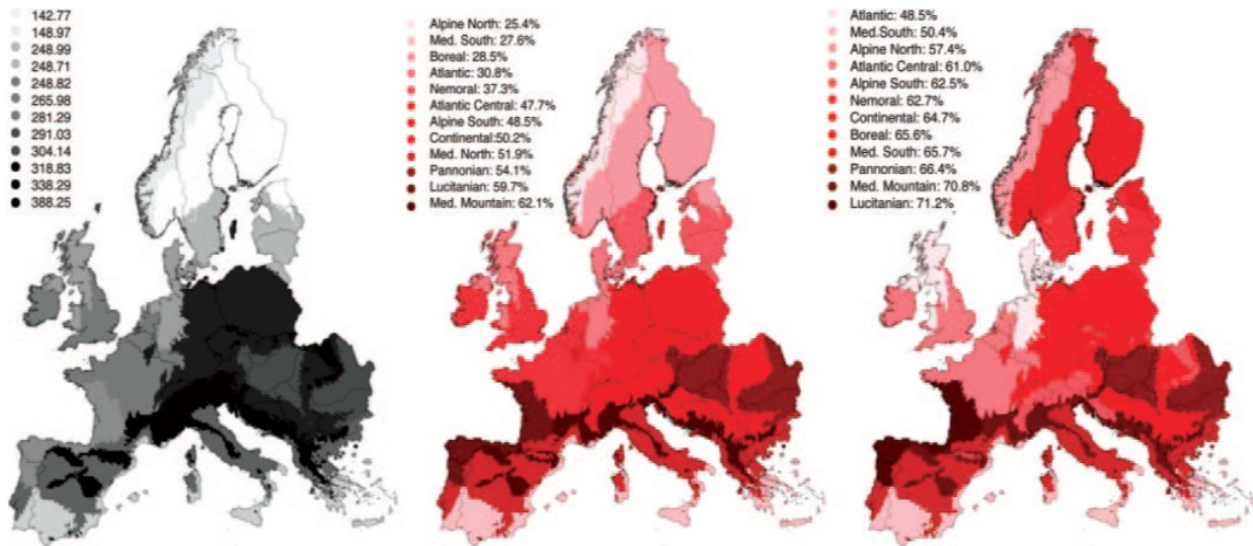 142.77
148.97
248.99
248.71
248.82
265.98
281.29
291.03
304.14
318.83
338.29
388.25
Alpine North: 25.4%
Med. South: 27.6%
Boreal: 28.5%
Atlantic: 30.8%
Nemoral: 37.3%
Atlantic Central: 47.7%
Alpine South: 48.5%
Continental:50.2%
Med. North: 51.9%
Pannonian: 54.1%
Lucitanian: 59.7%
Med. Mountain: 62.1%
Atlantic: 48.5%
Med.South: 50.4%
Alpine North: 57.4%
Atlantic Central: 61.0%
Alpine South: 62.5%
Nemoral: 62.7%
Continental: 64.7%
Boreal: 65.6%
Med. South: 65.7%
Pannonian: 66.4%
Med. Mountain: 70.8%
Lucitanian: 71.2%